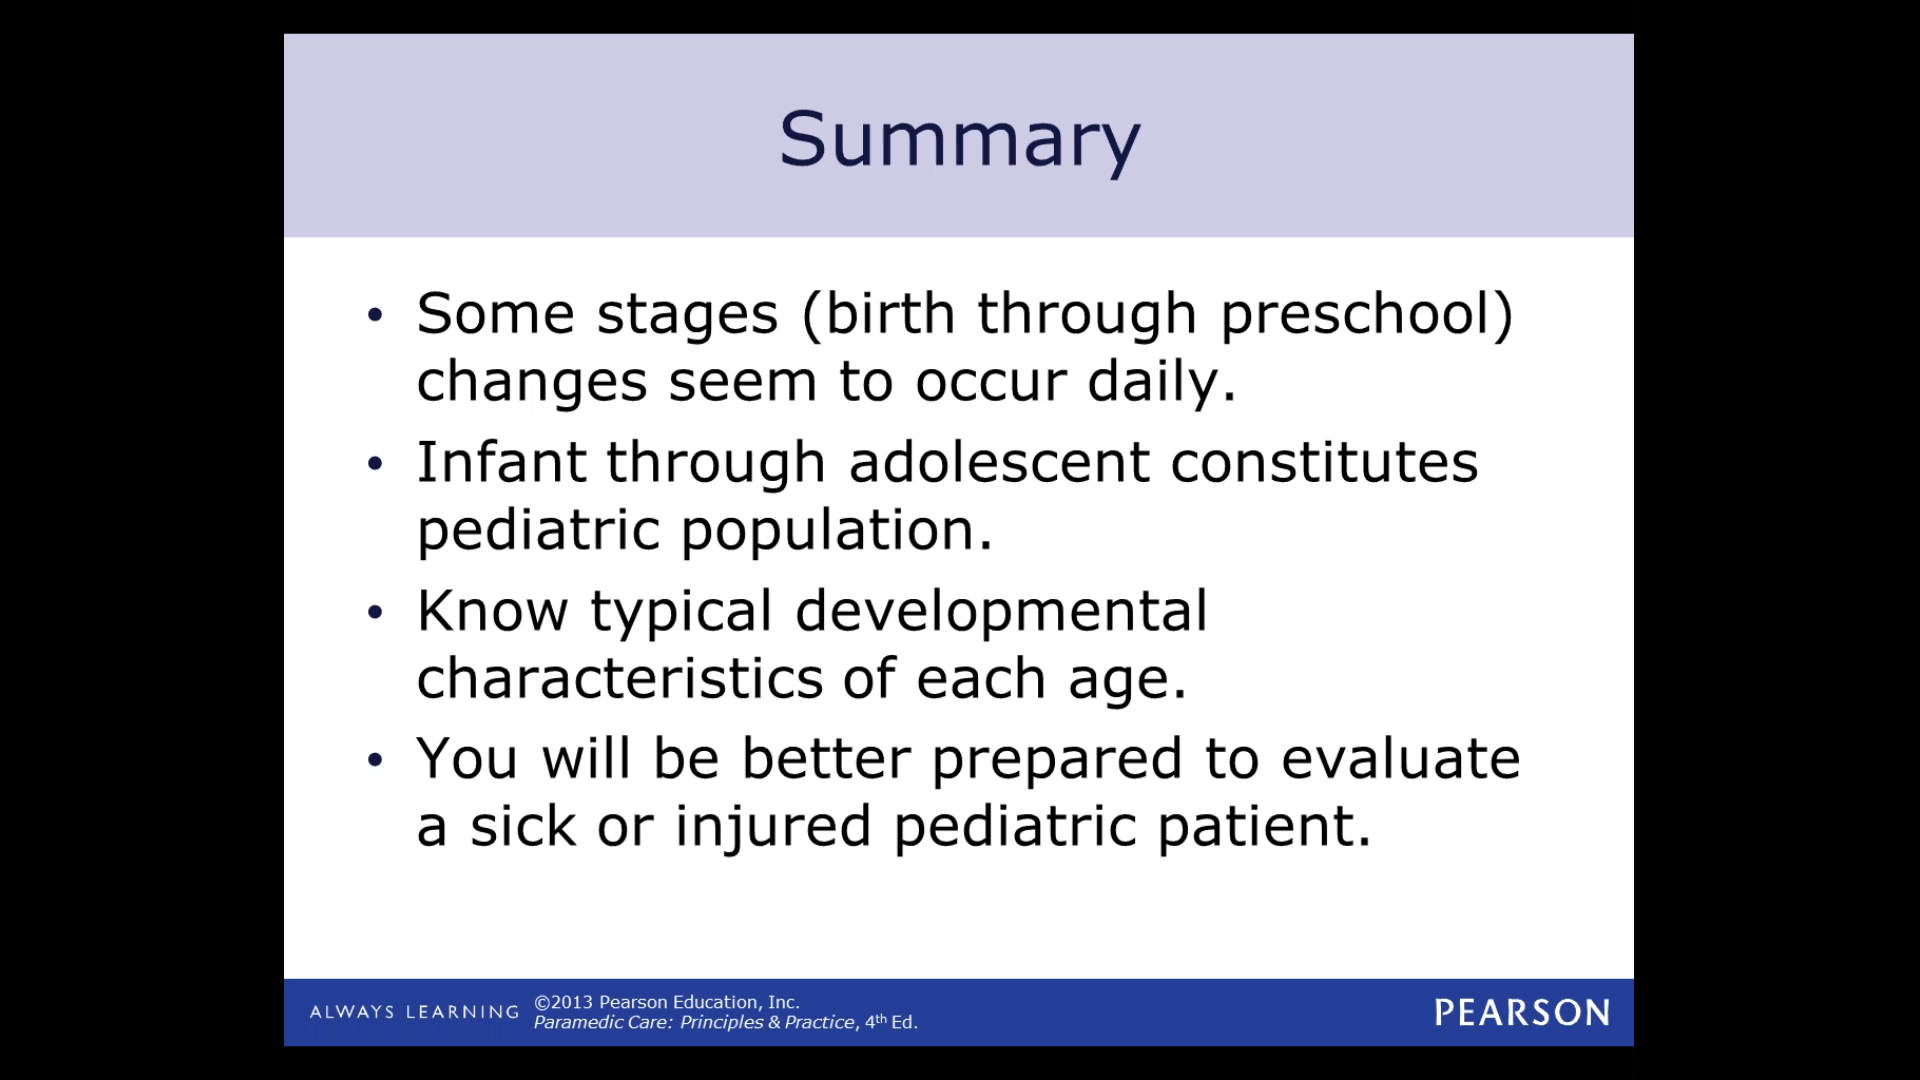 Summary
• Some stages (birth through preschool)
changes seem to occur daily.
• Infant through adolescent constitutes
pediatric population.
• Know typical developmental
characteristics of each age.
• You will be better prepared to evaluate
a sick or injured pediatric patient.
ALWAYS LEARNING
©2013 Pearson Education, Inc.
Paramedic Care: Principles & Practice, 4th Ed.
PEARSON